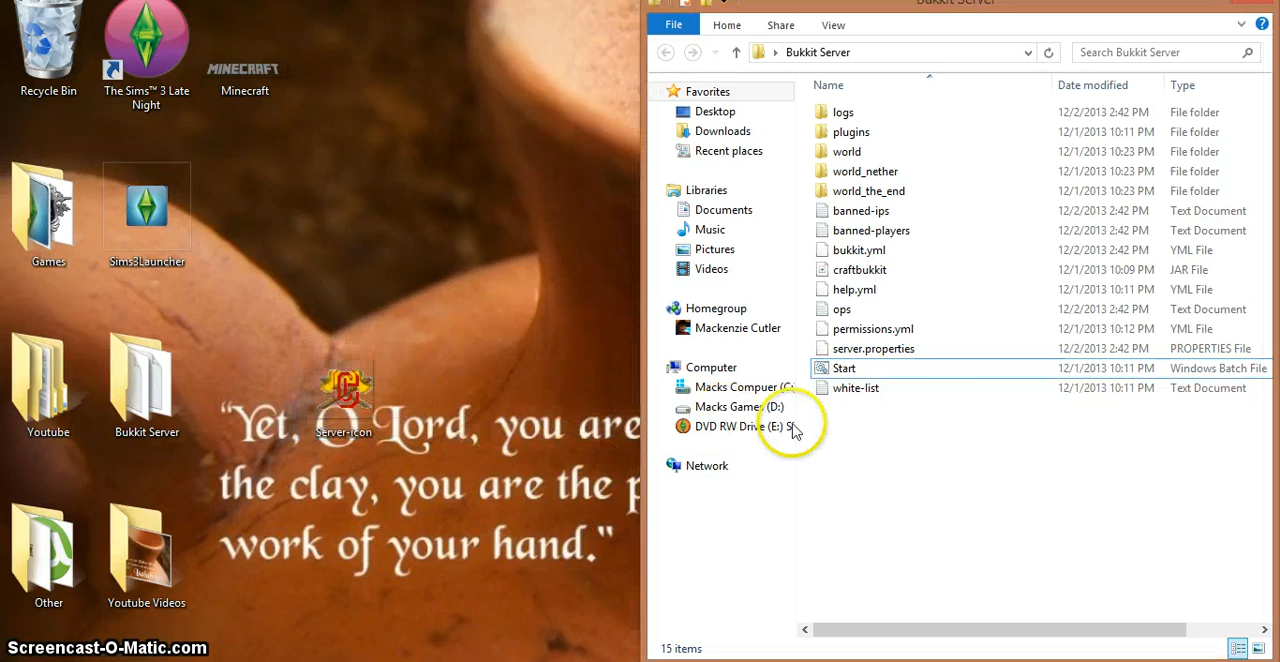 Recycle Bin
The Sims™ 3 Late
Night
MINECRAFT
Minecraft
Games
Sims3Launcher
Youtube
Bukkit Server
Server-icon
Other
Youtube Videos
"Yet, O Lord, you are
the clay, you are the
work of your hand."
Screencast-O-Matic.com
Bukkit Server
File
Home
Share
View
Bukkit Server
Search Bukkit Server
Favorites
Desktop
Downloads
Recent places
Libraries
Documents
Music
Pictures
Videos
Homegroup
Mackenzie Cutler
Computer
Macks Compuer (C:
Macks Games (D:)
DVD RW Drive (E:) S
Network
Name Date modified Type
logs 12/2/2013 2:42 PM File folder
plugins 12/1/2013 10:11 PM File folder
world 12/1/2013 10:23 PM File folder
world_nether 12/1/2013 10:23 PM File folder
world_the_end 12/1/2013 10:23 PM File folder
banned-ips 12/2/2013 2:42 PM Text Document
banned-players 12/2/2013 2:42 PM Text Document
bukkit.yml 12/2/2013 2:42 PM YML File
craftbukkit 12/1/2013 10:09 PM JAR File
help.yml 12/1/2013 10:11 PM YML File
ops 12/2/2013 2:42 PM Text Document
permissions.yml 12/1/2013 10:12 PM YML File
server.properties 12/2/2013 2:42 PM PROPERTIES File
Start 12/1/2013 10:11 PM Windows Batch File
white-list 12/1/2013 10:11 PM Text Document
15 items